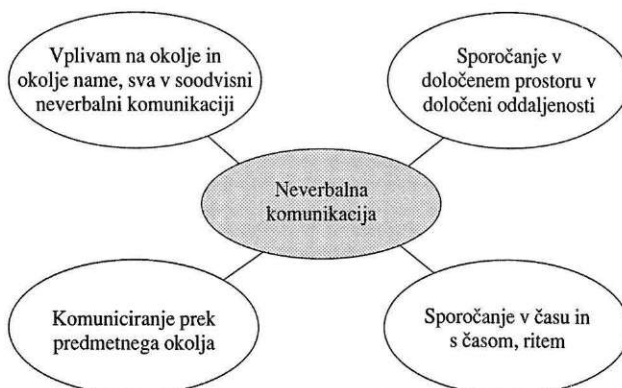 Vplivam na okolje in
okolje name, sva v soodvisni
neverbalni komunikaciji
Sporočanje v
določenem prostoru v
določeni oddaljenosti
Neverbalna
komunikacija
Komuniciranje prek
predmetnega okolja
Sporočanje v času in
s časom, ritem